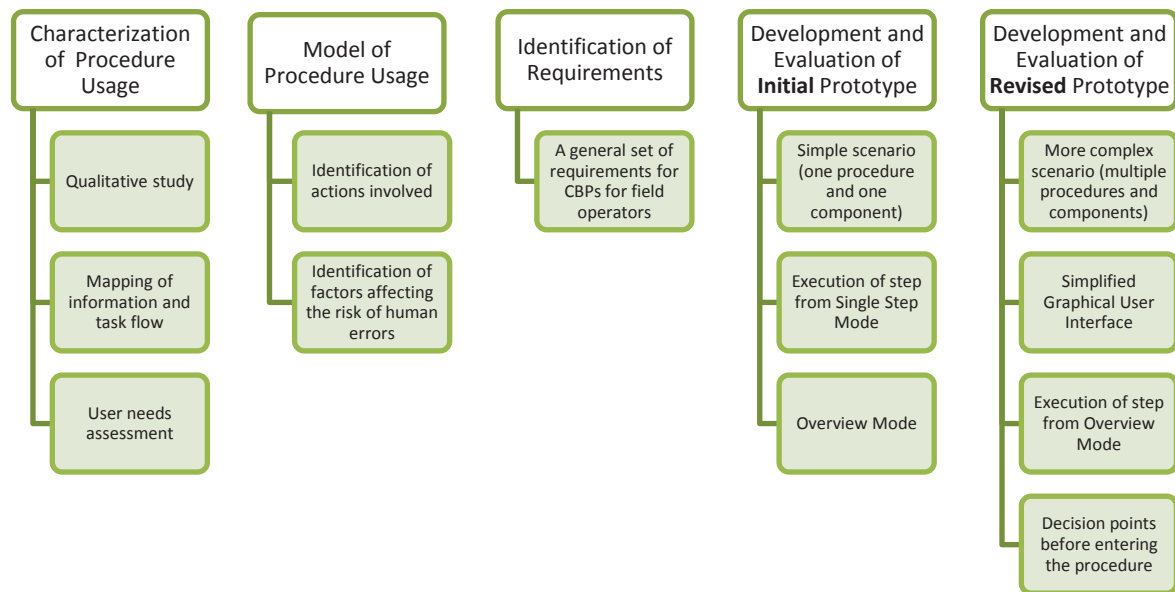 Characterization
of Procedure
Usage
Qualitative study
Mapping of
information and
task flow
User needs
assessment
Model of
Procedure Usage
Identification of
actions involved
Identification of
factors affecting
the risk of human
errors
Identification of
Requirements
A general set of
requirements for
CBPs for field
operators
Development and
Evaluation of
Initial Prototype
Simple scenario
(one procedure
and one
component)
Execution of step
from Single Step
Mode
Overview Mode
Development and
Evaluation of
Revised Prototype
More complex
scenario (multiple
procedures and
components)
Simplified
Graphical User
Interface
Execution of step
from Overview
Mode
Decision points
before entering
the procedure